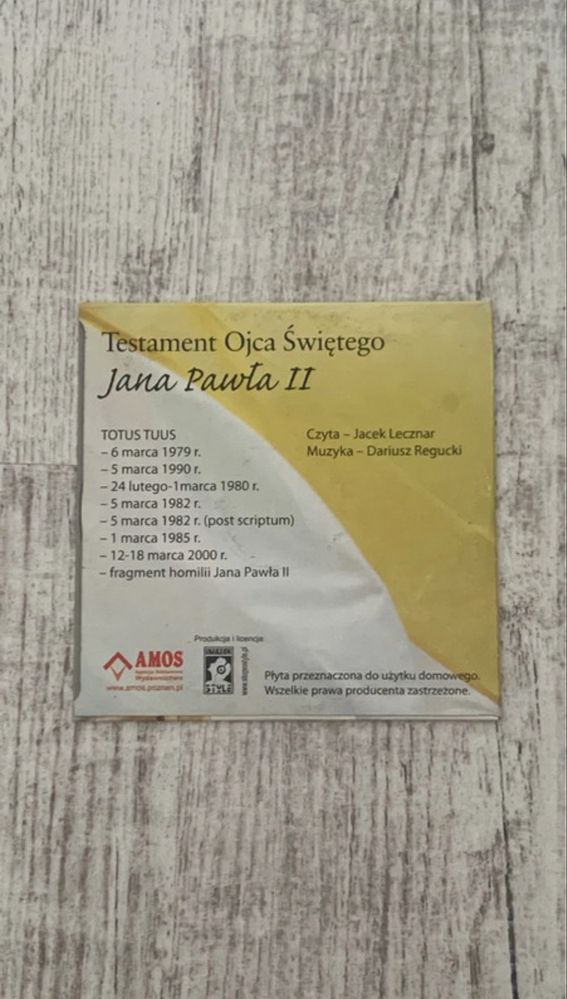 Testament Ojca Świętego
Jana Pawła II
TOTUS TUUS
– 6 marca 1979 r.
– 5 marca 1990 r.
– 24 lutego-1marca 1980 r.
– 5 marca 1982 r.
– 5 marca 1982 r. (post scriptum)
– 1 marca 1985 r.
– 12-18 marca 2000 r.
– fragment homilii Jana Pawła II
Czyta – Jacek Lecznar
Muzyka – Dariusz Regucki
Produkcja i licencja:
AMOS
Wydawnictwo
www.amos.poznan.pl
STYLE
Płyta przeznaczona do użytku domowego.
Wszelkie prawa producenta zastrzeżone.